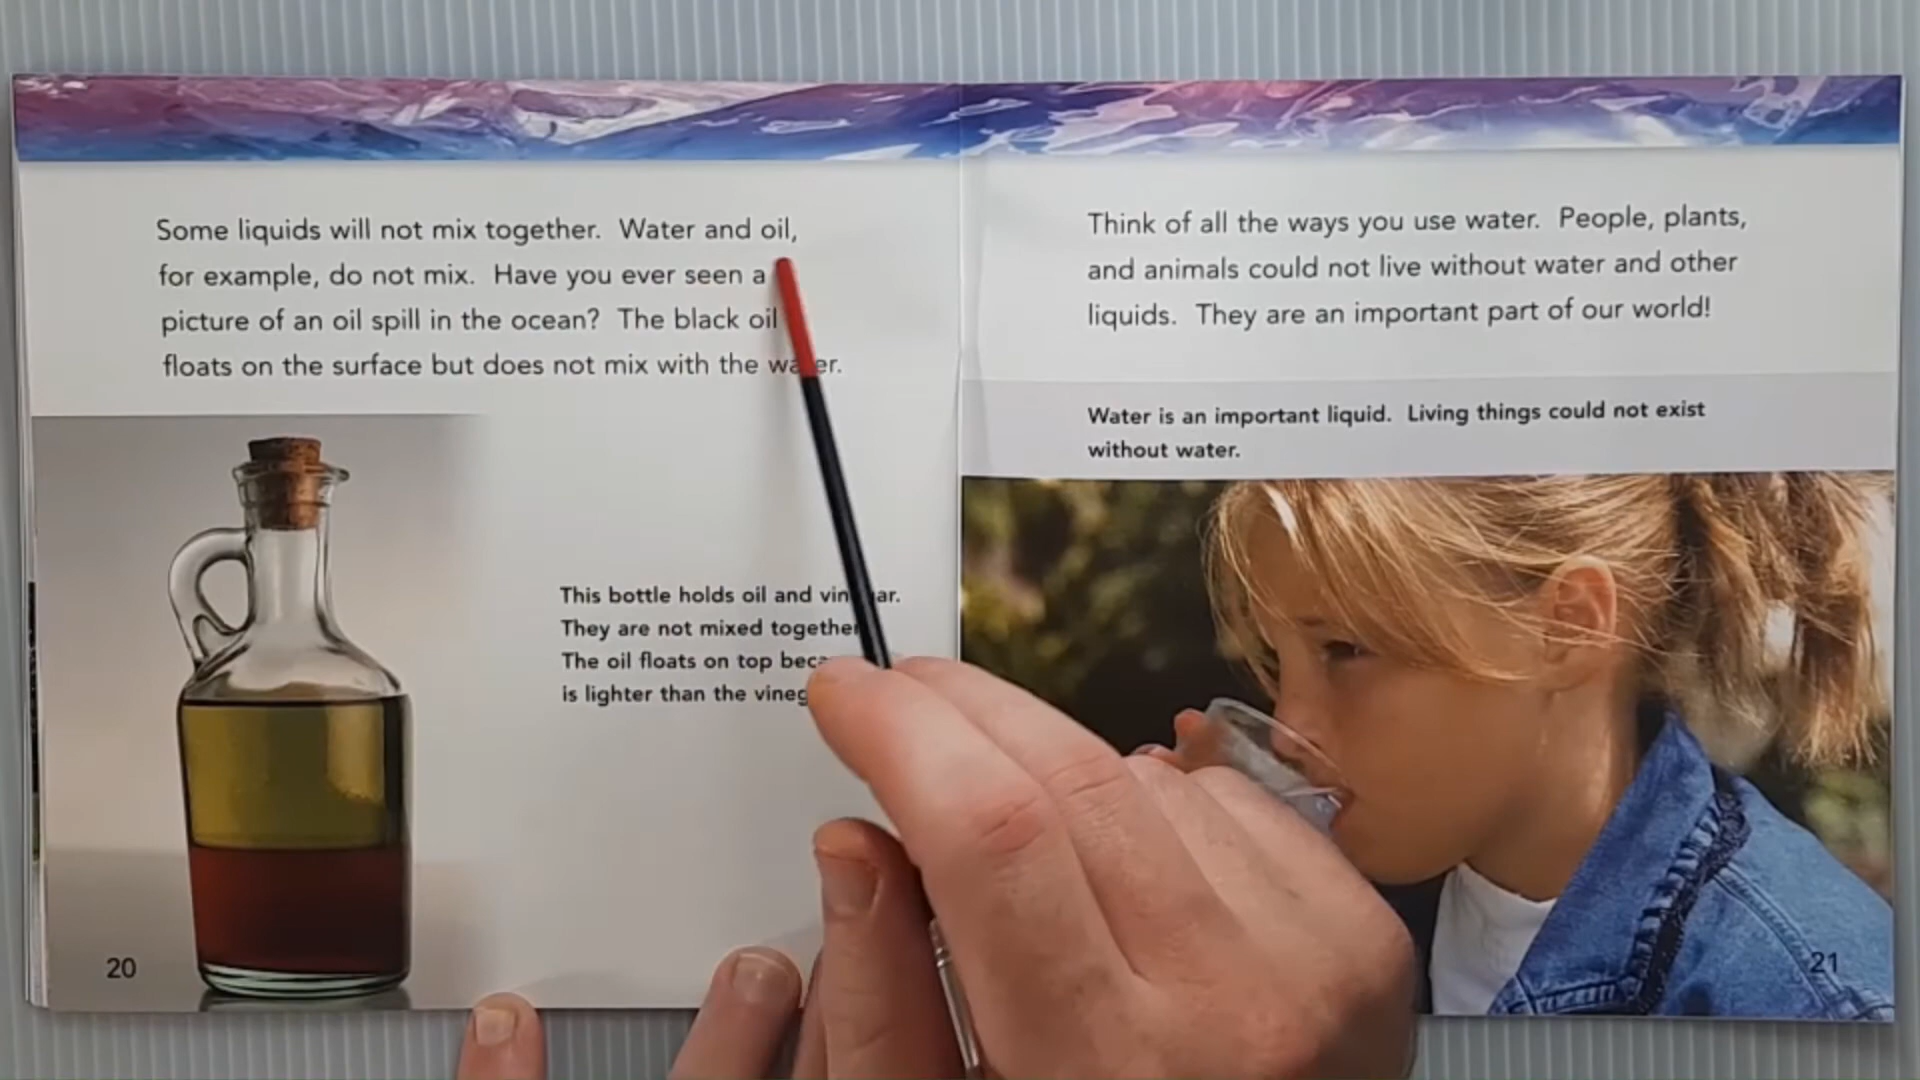 Some liquids will not mix together. Water and oil,
for example, do not mix. Have you ever seen a
picture of an oil spill in the ocean? The black oil
floats on the surface but does not mix with the water.
This bottle holds oil and vinegar.
They are not mixed together
The oil floats on top
is lighter than the
20
Think of all the ways you use water. People, plants,
and animals could not live without water and other
liquids. They are an important part of our world!
Water is an important liquid. Living things could not exist
without water.
21